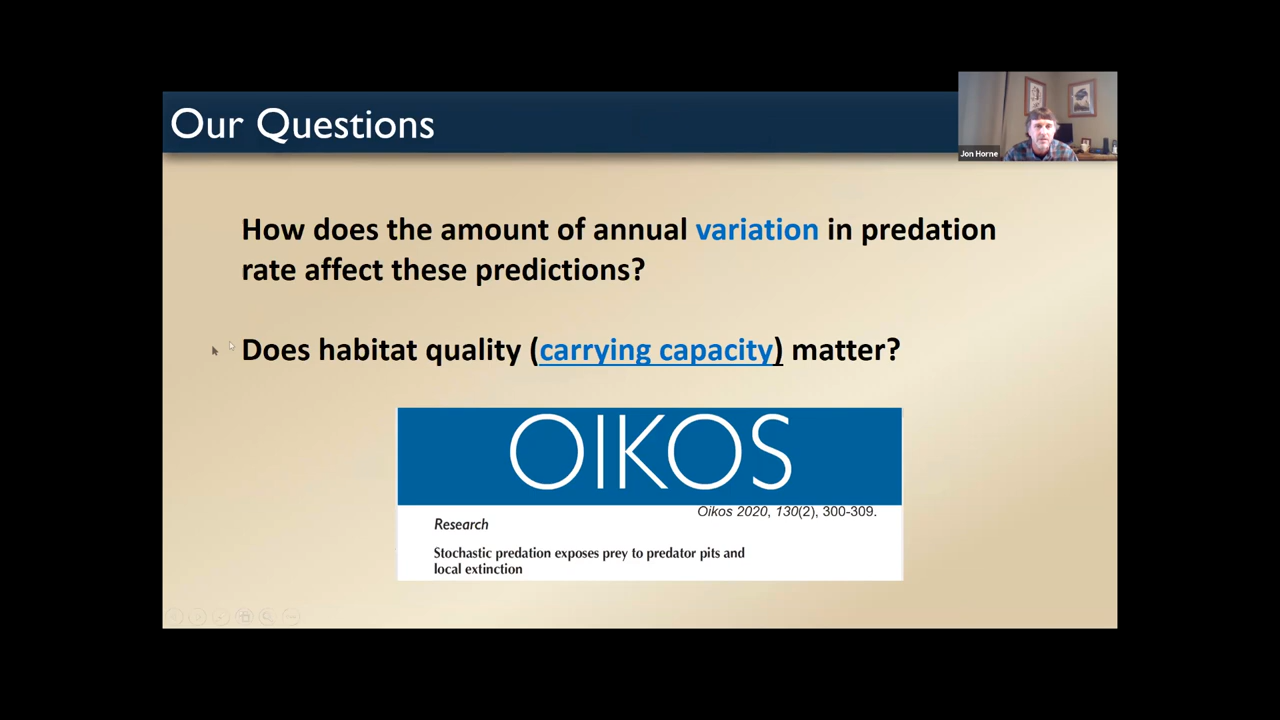 Our Questions
Jon Horne
How does the amount of annual variation in predation
rate affect these predictions?
Does habitat quality (carrying capacity) matter?
OIKOS
Oikos 2020, 130(2), 300-309.
Research
Stochastic predation exposes prey to predator pits and
local extinction